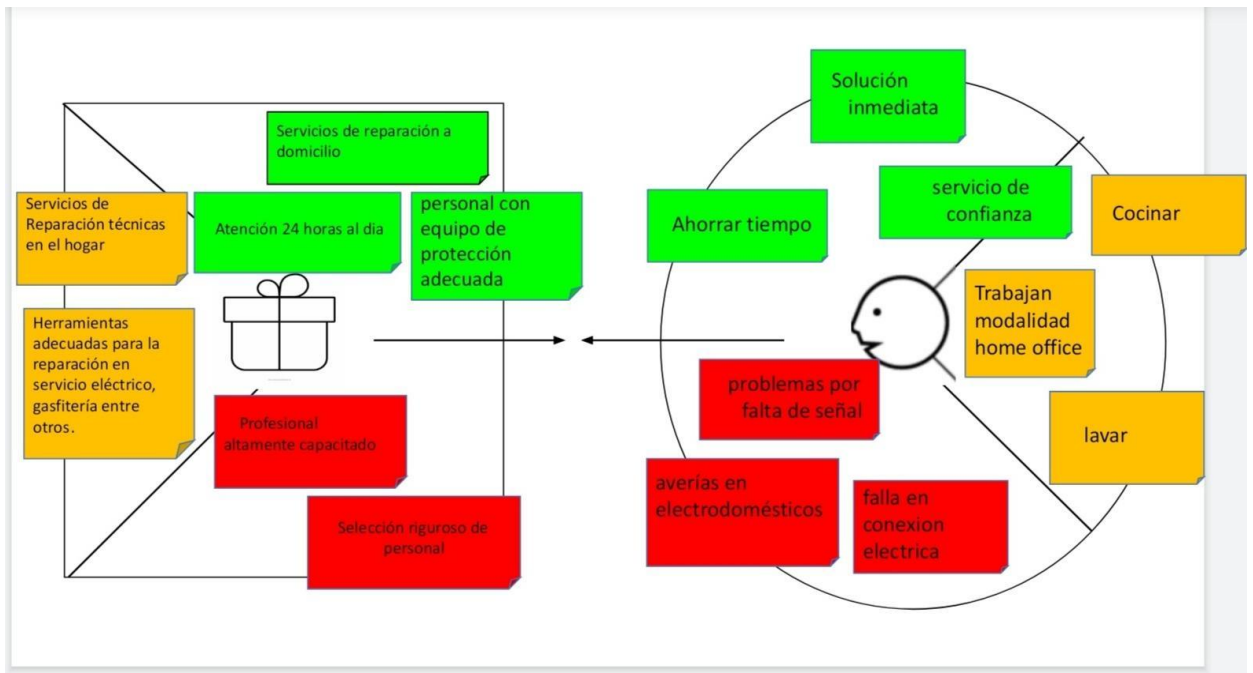 Servicios de reparación a
domicilio
Servicios de
Reparación técnicas
en el hogar
Atención 24 horas al dia
personal con
equipo de
protección
adecuada
Herramientas
adecuadas para la
reparación en
servicio eléctrico,
gasfitería entre
otros.
Profesional
altamente capacitado
Selección riguroso de
personal
Solución
inmediata
Ahorrar tiempo
servicio de
confianza
Cocinar
Trabajan
modalidad
home office
lavar
problemas por
falta de señal
averías en
electrodomésticos
falla en
conexion
electrica